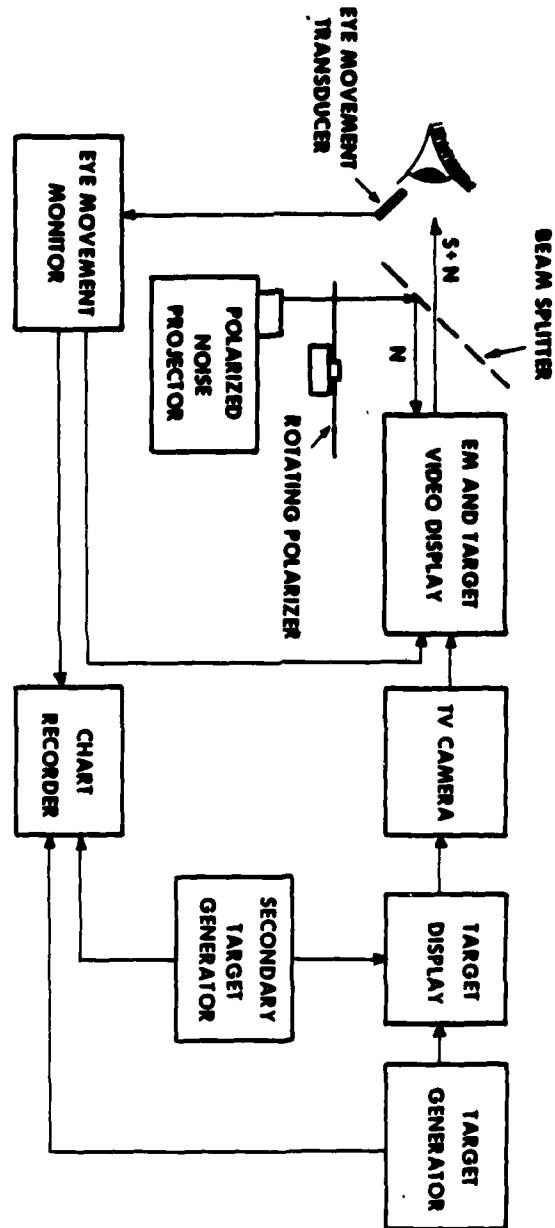 BEAM SPLITTER
EYE MOVEMENT
TRANSDUCER
S+N
N
EM AND TARGET
VIDEO DISPLAY
TV CAMERA
TARGET
DISPLAY
TARGET
GENERATOR
ROTATING POLARIZER
POLARIZED
NOISE
PROJECTOR
SECONDARY
TARGET
GENERATOR
EYE MOVEMENT
MONITOR
CHART
RECORDER